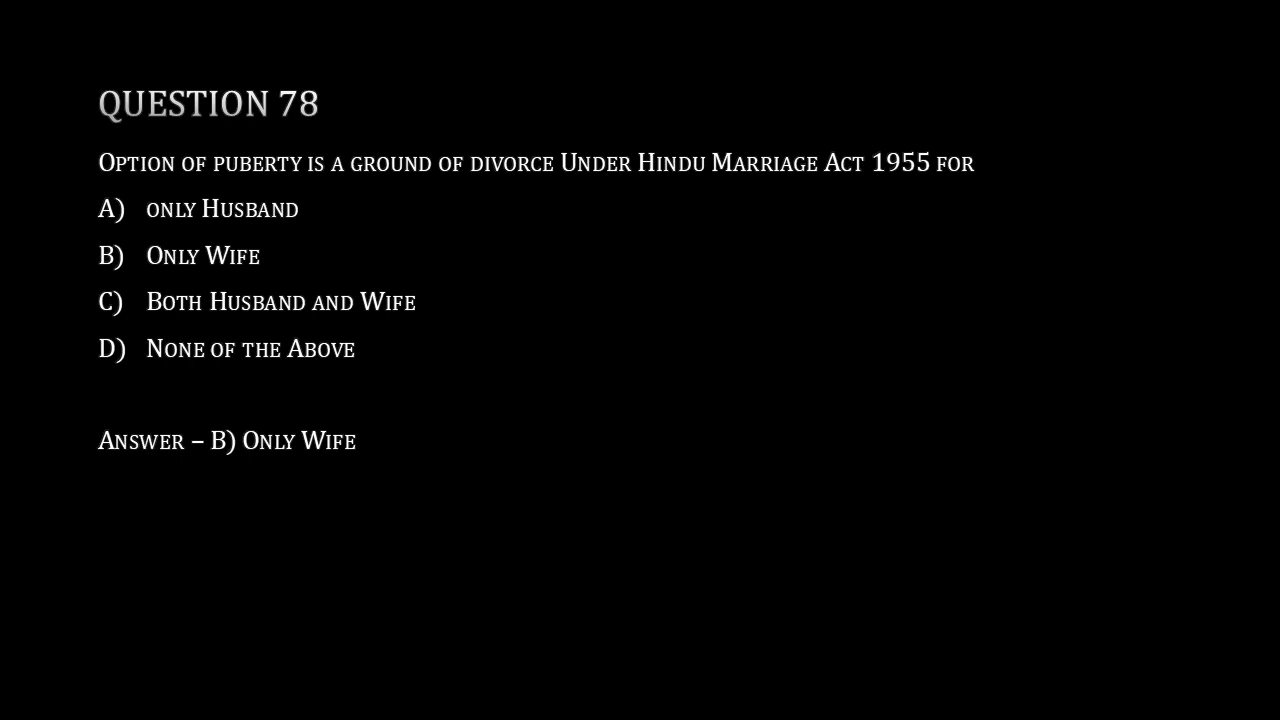 QUESTION 78
Option of puberty is a ground of divorce Under Hindu Marriage Act 1955 for
A) only Husband
B) Only Wife
C) Both Husband and Wife
D) None of the Above
Answer – B) Only Wife